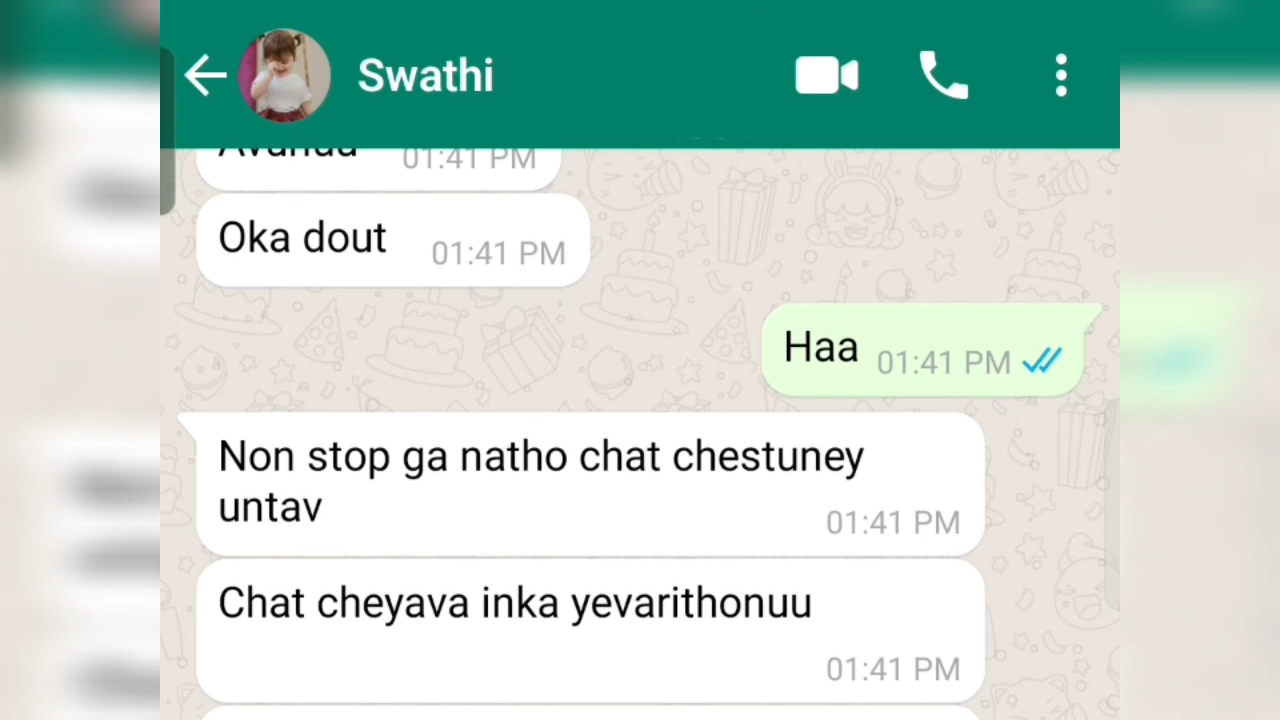 Swathi
01:41 PM
Oka dout 01:41 PM
Haa 01:41 PM
Non stop ga natho chat chestuney
untav
01:41 PM
Chat cheyava inka yevarithonuu
01:41 PM